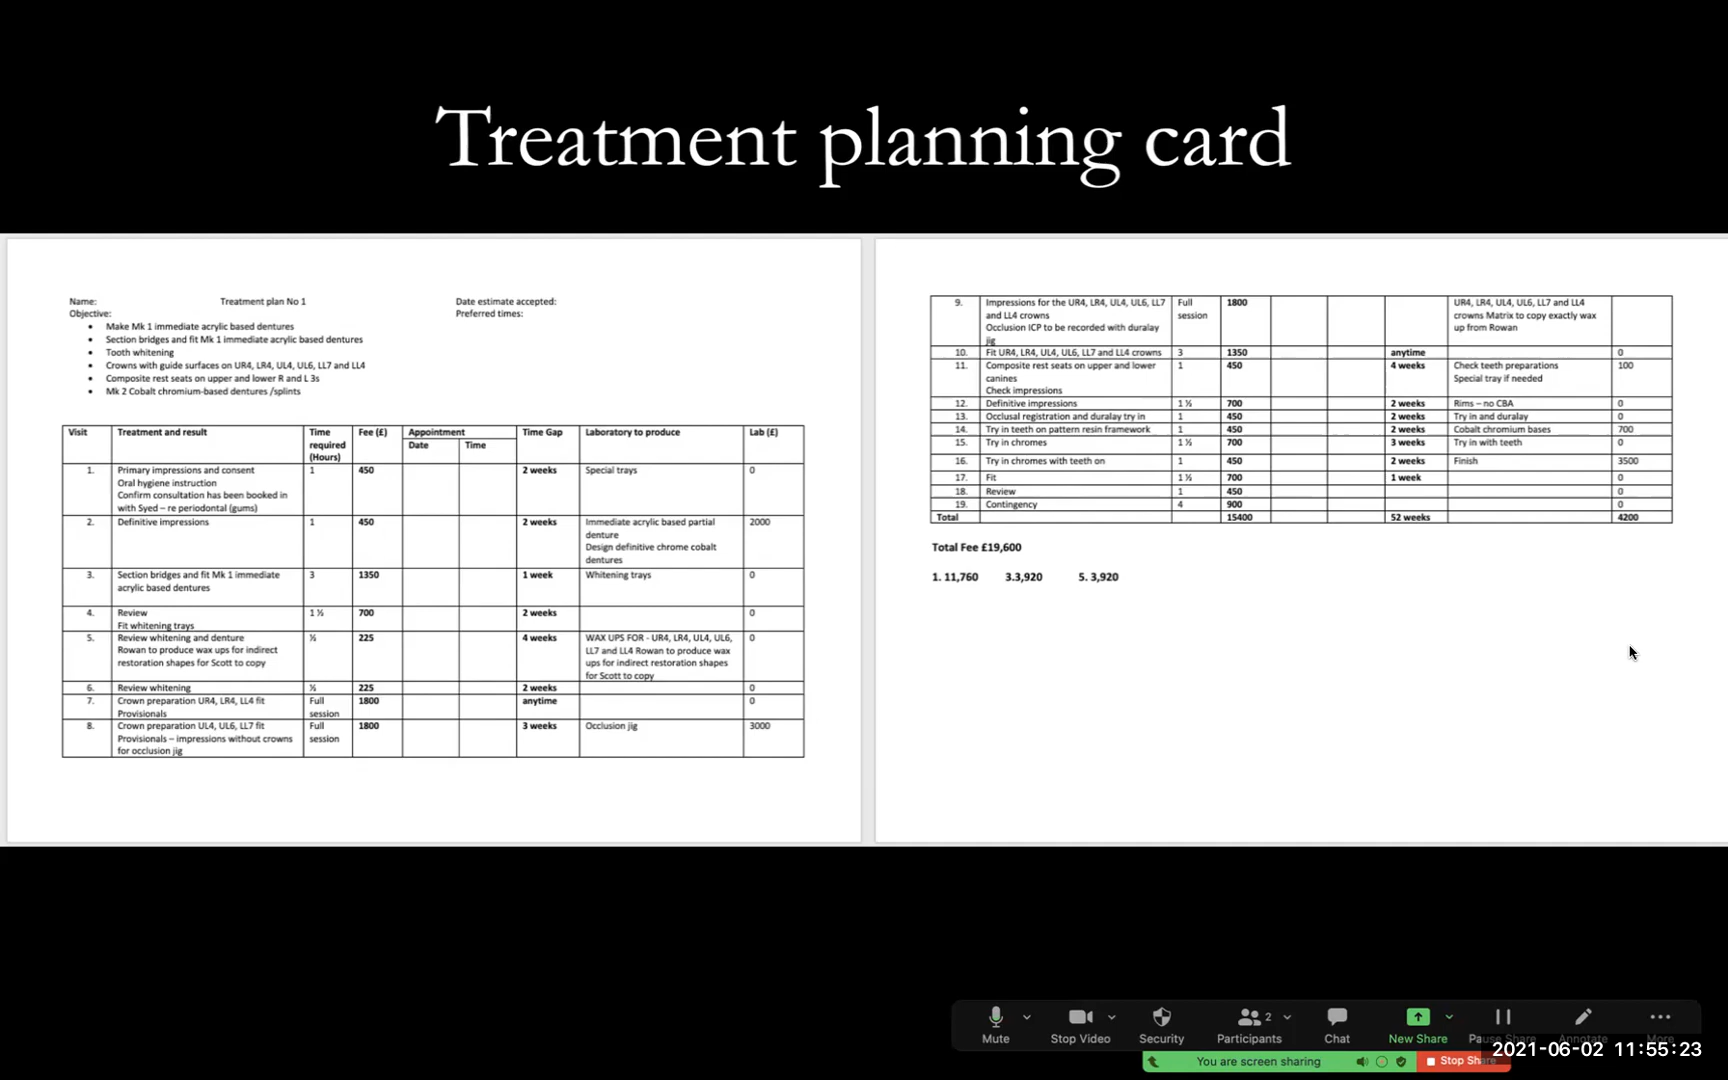 Treatment planning card
Name: Treatment plan No 1 Date estimate accepted:
Objective: Preferred times:
• Make Mk 1 immediate acrylic based dentures
• Section bridges and fit Mk 1 immediate acrylic based dentures
• Tooth whitening
• Crowns with guide surfaces on UR4, LR4, UL4, UL6, LL7 and LL4
• Composite rest seats on upper and lower R and L 3s
• Mk 2 Cobalt chromium-based dentures /splints
Visit Treatment and result Time Fee (£) Appointment Time Gap Laboratory to produce Lab (£)
required Date Time
(Hours)
1. Primary impressions and consent 1 450 2 weeks Special trays 0
Oral hygiene instruction
Confirm consultation has been booked in
with Syed – re periodontal (gums)
2. Definitive impressions 1 450 2 weeks Immediate acrylic based partial 2000
denture
Design definitive chrome cobalt
dentures
3. Section bridges and fit Mk 1 immediate 3 1350 1 week Whitening trays 0
acrylic based dentures
4. Review 1 ½ 700 2 weeks 0
Fit whitening trays
5. Review whitening and denture ½ 225 4 weeks WAX UPS FOR - UR4, LR4, UL4, UL6, 0
Rowan to produce wax ups for indirect LL7 and LL4 Rowan to produce wax
restoration shapes for Scott to copy ups for indirect restoration shapes
for Scott to copy
6. Review whitening ½ 225 2 weeks 0
7. Crown preparation UR4, LR4, LL4 fit Full 1800 anytime 0
Provisionals session
8. Crown preparation UL4, UL6, LL7 fit Full 1800 3 weeks Occlusion jig 3000
Provisionals – impressions without crowns session
for occlusion jig
9. Impressions for the UR4, LR4, UL4, UL6, LL7 Full 1800 UR4, LR4, UL4, UL6, LL7 and LL4
and LL4 crowns session crowns Matrix to copy exactly wax
Occlusion ICP to be recorded with duralay up from Rowan
jig
10. Fit UR4, LR4, UL4, UL6, LL7 and LL4 crowns 3 1350 anytime 0
11. Composite rest seats on upper and lower 1 450 4 weeks Check teeth preparations 100
canines Special tray if needed
Check impressions
12. Definitive impressions 1 ½ 700 2 weeks Rims – no CBA 0
13. Occlusal registration and duralay try in 1 450 2 weeks Try in and duralay 0
14. Try in teeth on pattern resin framework 1 450 2 weeks Cobalt chromium bases 700
15. Try in chromes 1 ½ 700 3 weeks Try in with teeth 0
16. Try in chromes with teeth on 1 450 2 weeks Finish 3500
17. Fit 1 ½ 700 1 week 0
18. Review 1 450 0
19. Contingency 4 900 0
Total 15400 52 weeks 4200
Total Fee £19,600
1. 11,760 3.3,920 5. 3,920
Mute Stop Video Security 2 Participants Chat New Share Pause Share Annotate More
2021-06-02 11:55:23
You are screen sharing Stop Share